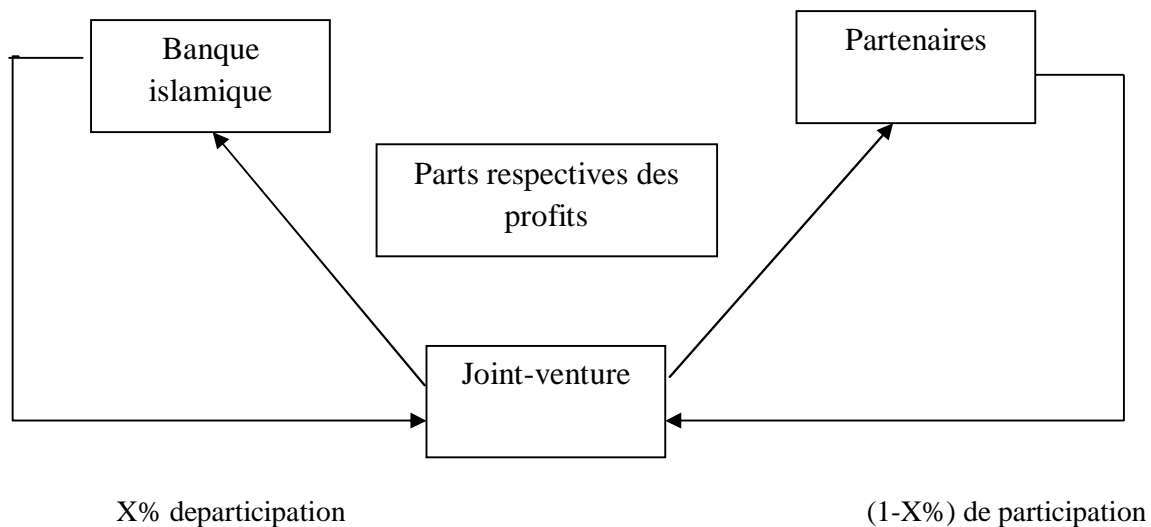 Banque
islamique
Partenaires
Parts respectives des
profits
Joint-venture
X% departicipation
(1-X%) de participation